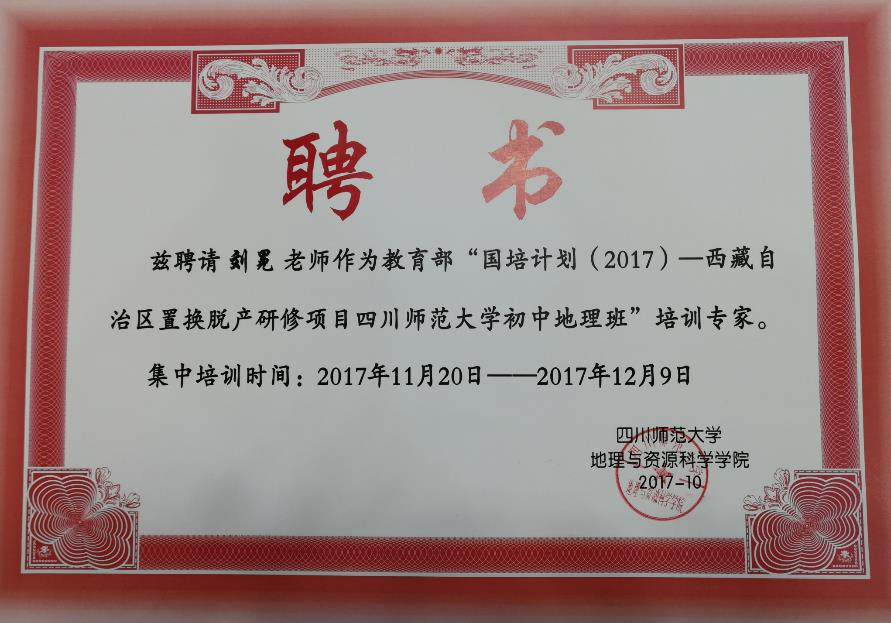 聘书
兹聘请 刘冕 老师作为教育部“国培计划（2017）—西藏自
治区置换脱产研修项目四川师范大学初中地理班”培训专家。
集中培训时间：2017年11月20日——2017年12月9日
四川师范大学
地理与资源科学学院
2017-10